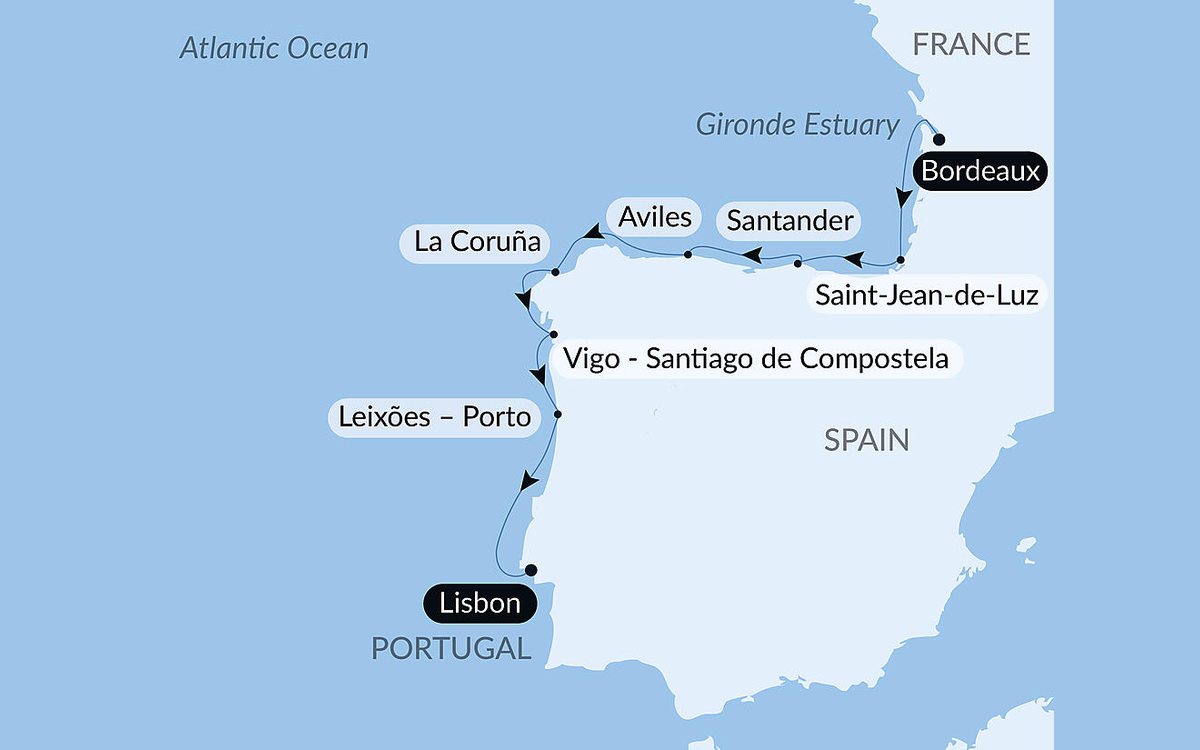 Atlantic Ocean
FRANCE
Gironde Estuary
Bordeaux
Aviles
Santander
La Coruña
Saint-Jean-de-Luz
Vigo - Santiago de Compostela
Leixões – Porto
SPAIN
Lisbon
PORTUGAL